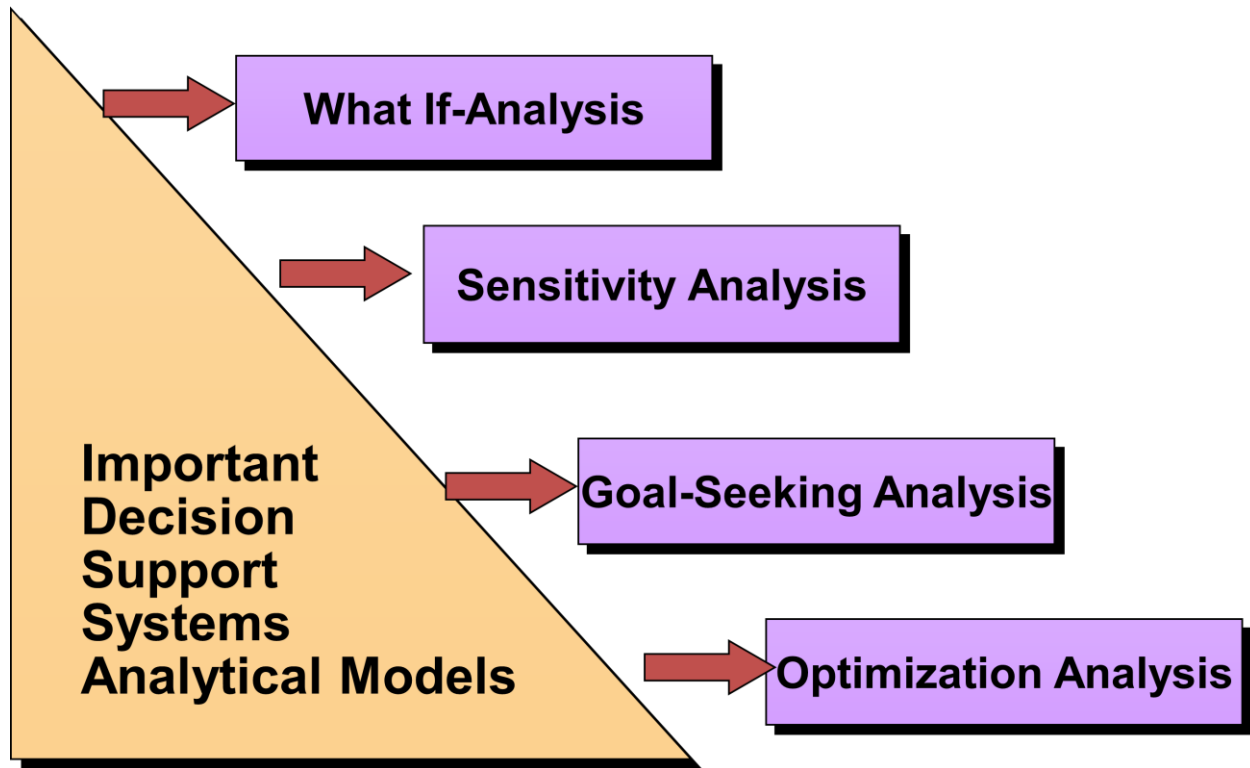 What If-Analysis
Sensitivity Analysis
Goal-Seeking Analysis
Optimization Analysis
Important
Decision
Support
Systems
Analytical Models